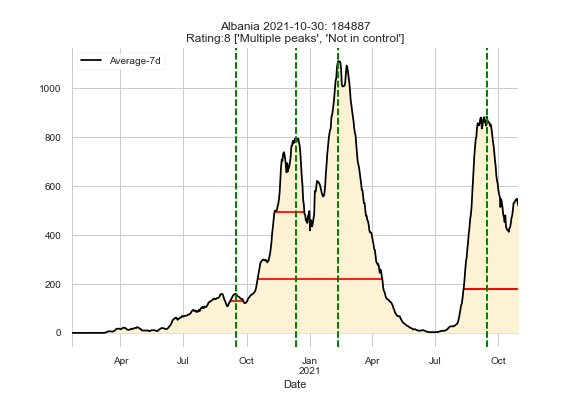 Albania 2021-10-30: 184887
Rating:8 ['Multiple peaks', 'Not in control']
Average-7d
1000
800
600
400
200
0
Apr Jul Oct Jan Apr Jul Oct
2021
Date